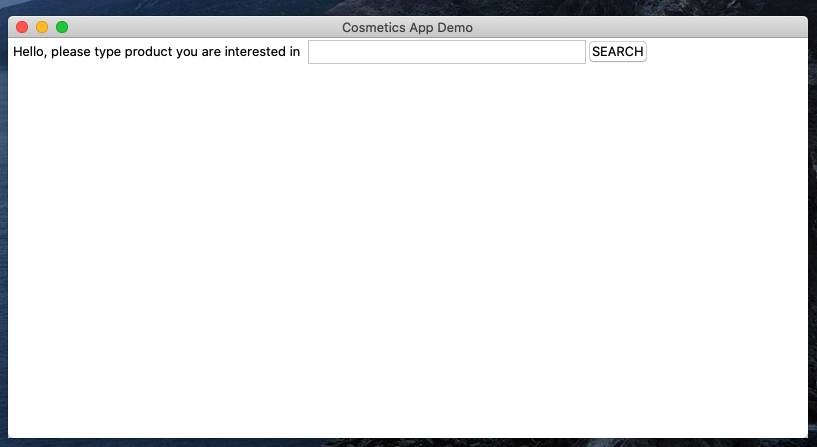 Cosmetics App Demo
Hello, please type product you are interested in SEARCH